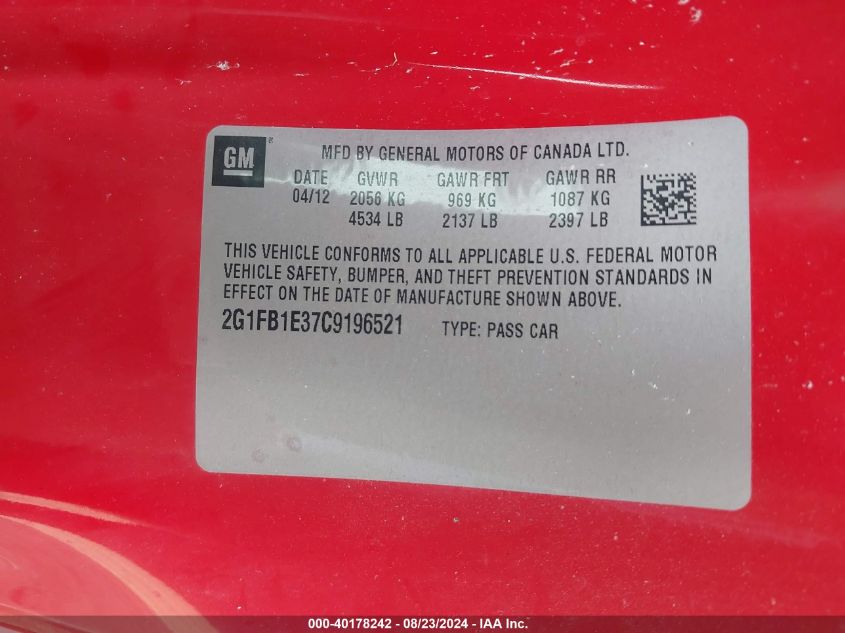 GM®
MFD BY GENERAL MOTORS OF CANADA LTD.
DATE GVWR GAWR FRT GAWR RR
04/12 2056 KG 969 KG 1087 KG
4534 LB 2137 LB 2397 LB
THIS VEHICLE CONFORMS TO ALL APPLICABLE U.S. FEDERAL MOTOR
VEHICLE SAFETY, BUMPER, AND THEFT PREVENTION STANDARDS IN
EFFECT ON THE DATE OF MANUFACTURE SHOWN ABOVE.
2G1FB1E37C9196521 TYPE: PASS CAR
000-40178242 - 08/23/2024 - IAA Inc.